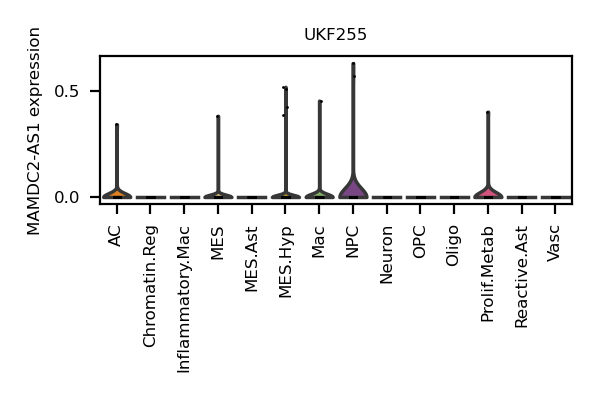 UKF255
MAMDC2-AS1 expression
0.5
0.0
AC
Chromatin.Reg
Inflammatory.Mac
MES
MES.Ast
MES.Hyp
Mac
NPC
Neuron
OPC
Oligo
Prolif.Metab
Reactive.Ast
Vasc